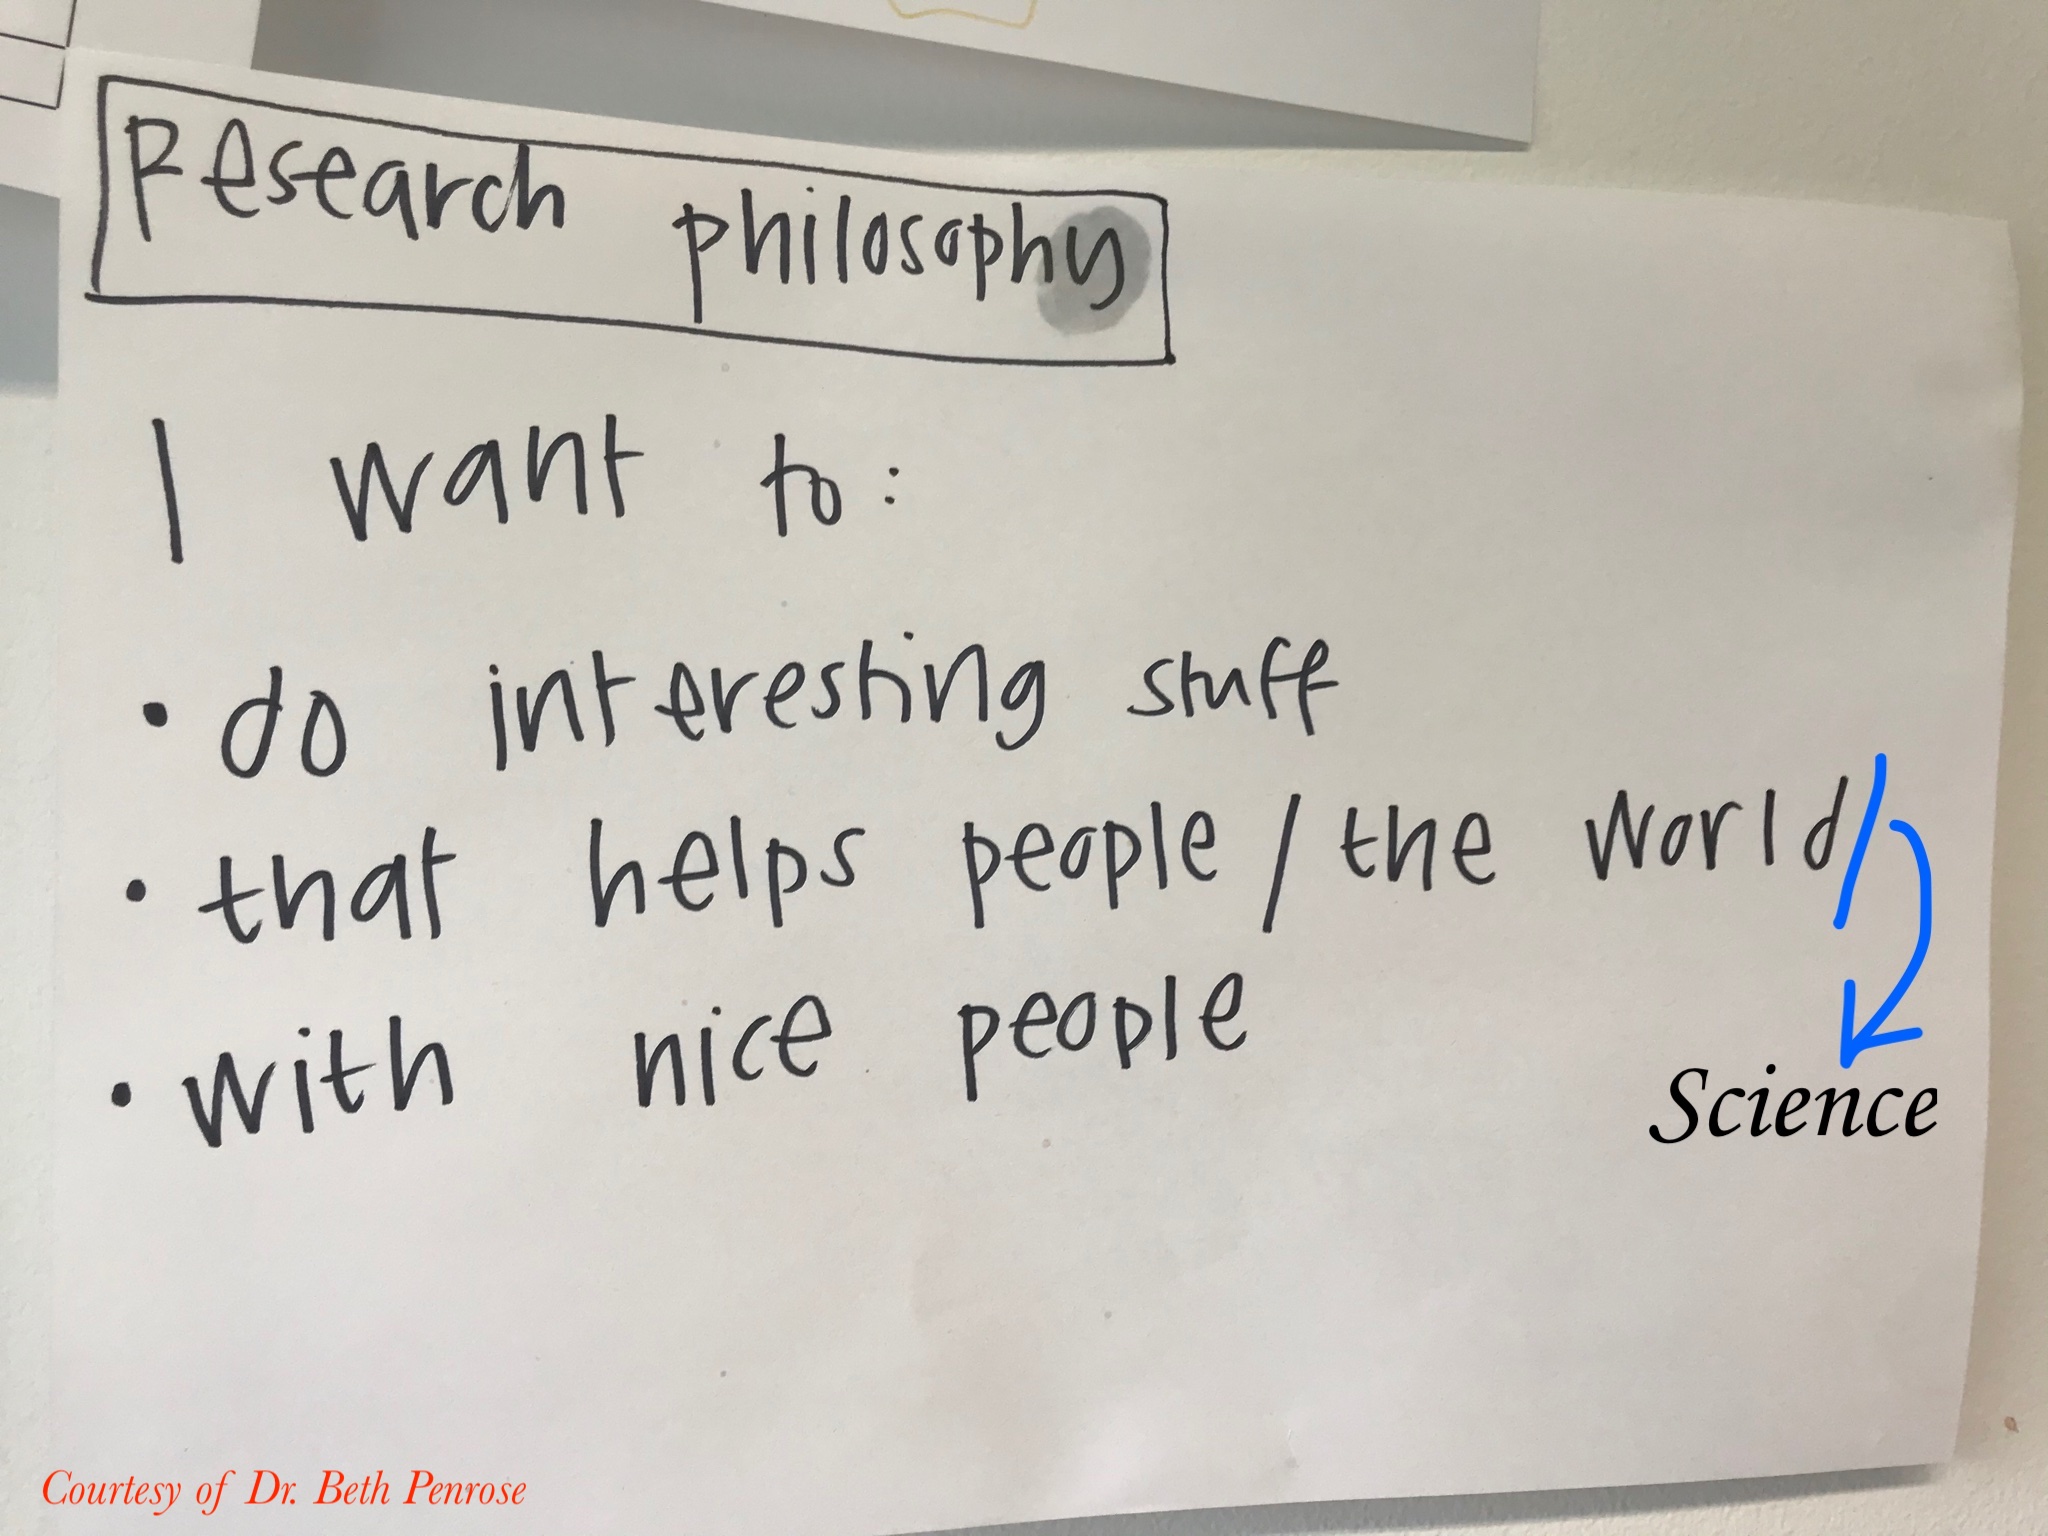 Research philosophy
I want to:
• do interesting stuff
• that helps people / the world /
Science
• with nice people
Courtesy of Dr. Beth Penrose